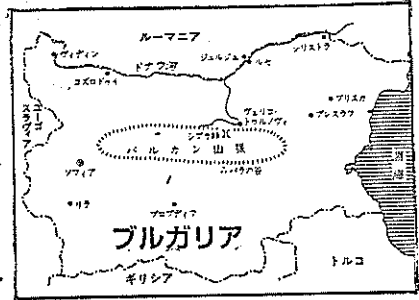 ルーマニア
シリストラ
ジュルジュ
ルセ
ヴィディン
ドナウ河
コズロドゥイ
ユーゴスラヴィア
プリスカ
プレスラフ
ヴェリコ・
トゥルノヴィ
シプカ峠
バルカン山脈
黒海
バラの谷
ソフィア
リラ
プロブディフ
ブルガリア
トルコ
ギリシア